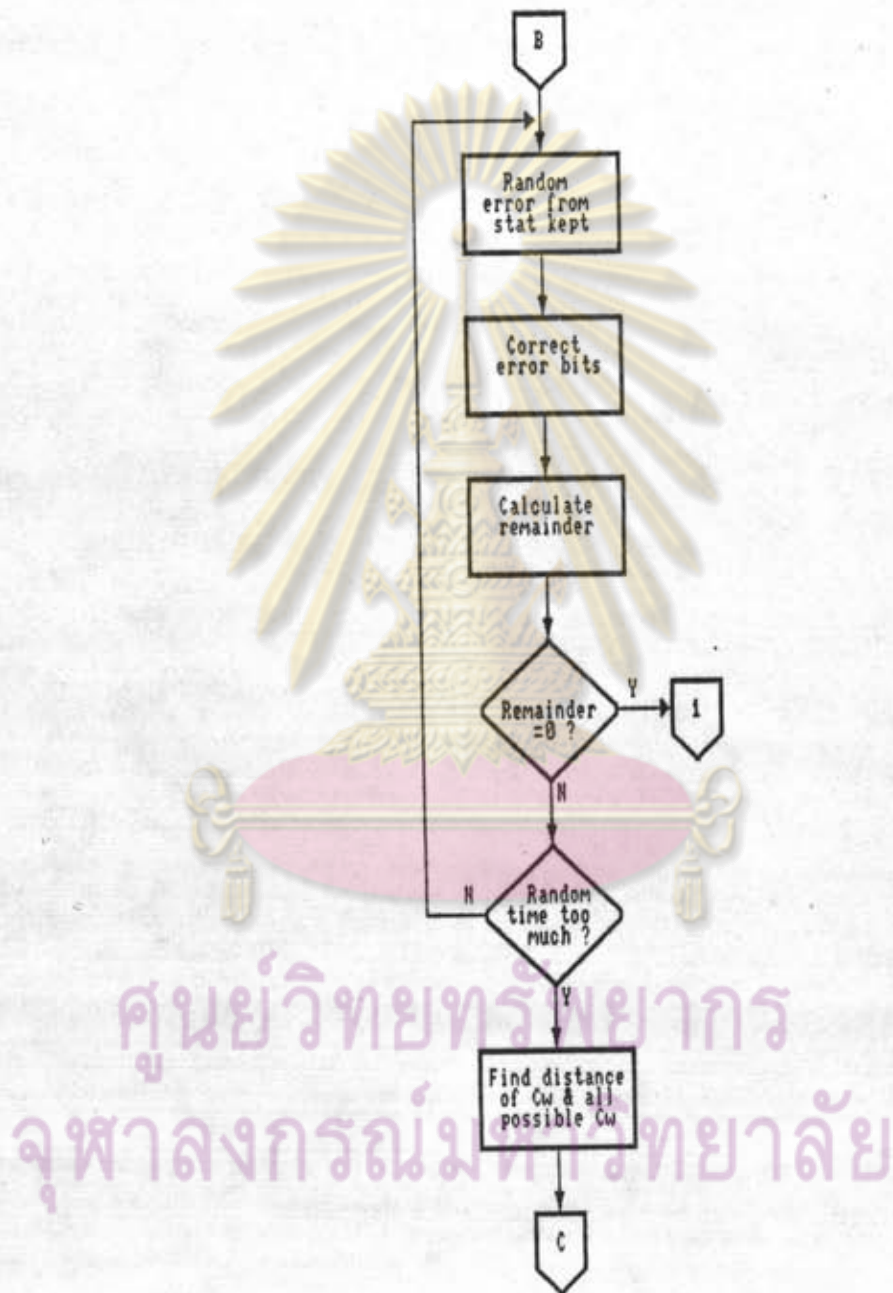 B
Random
error from
stat kept
Correct
error bits
Calculate
remainder
Remainder
=0 ?
Y
1
N
Random
time too
much ?
N
Y
Find distance
of Cw & all
possible Cw
C
ศูนย์วิทยทรัพยากร
จุฬาลงกรณ์มหาวิทยาลัย